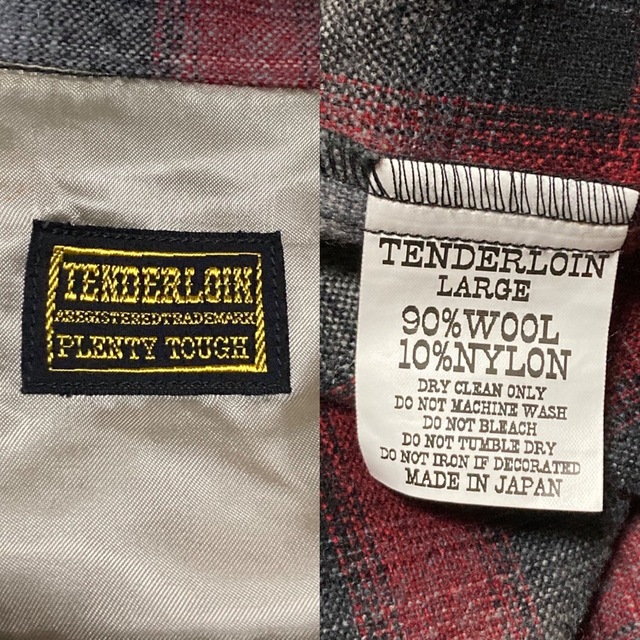 TENDERLOIN
AREGISTEREDTRADEMARK
PLENTY TOUGH
TENDERLOIN
LARGE
90%WOOL
10%NYLON
DRY CLEAN ONLY
DO NOT MACHINE WASH
DO NOT BLEACH
DO NOT TUMBLE DRY
DO NOT IRON IF DECORATED
MADE IN JAPAN